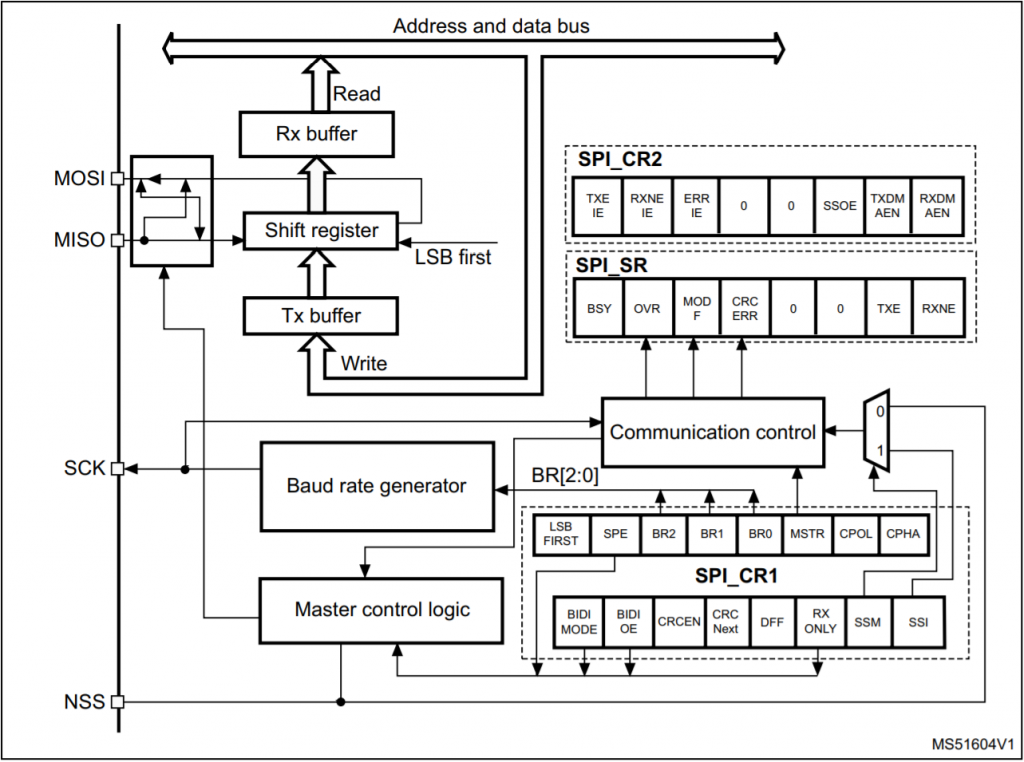 Address and data bus
Read
Rx buffer
MOSI
MISO
Shift register
LSB first
Tx buffer
Write
SPI_CR2
TXE
IE
RXNE
IE
ERR
IE
0
0
SSOE
TXDM
AEN
RXDM
AEN
SPI_SR
BSY
OVR
MOD
F
CRC
ERR
0
0
TXE
RXNE
Communication control
0
1
SCK
Baud rate generator
BR[2:0]
LSB
FIRST
SPE
BR2
BR1
BR0
MSTR
CPOL
CPHA
SPI_CR1
Master control logic
BIDI
MODE
BIDI
OE
CRCEN
CRC
Next
DFF
RX
ONLY
SSM
SSI
NSS
MS51604V1